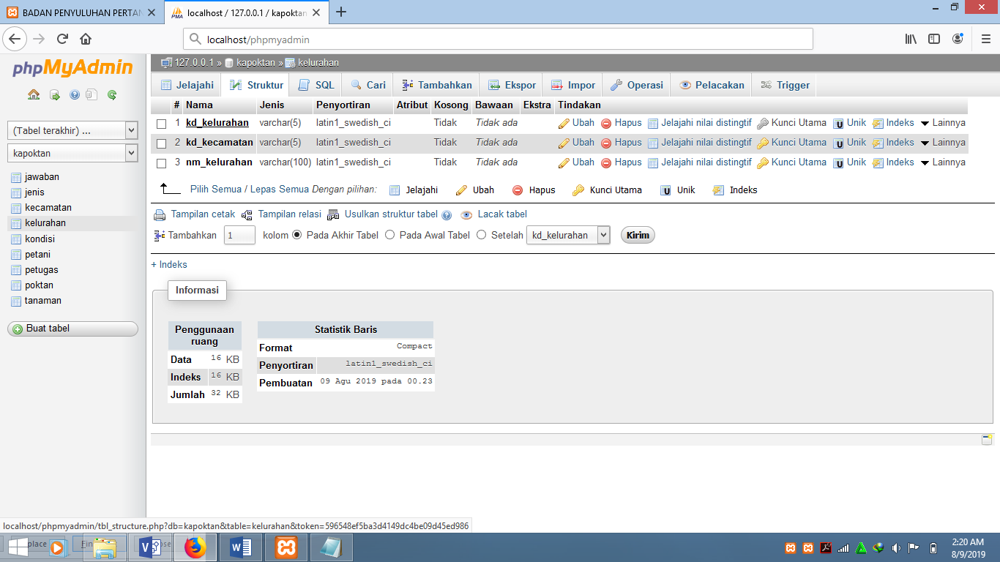 BADAN PENYULUHAN PERTAN
localhost / 127.0.0.1 / kapoktan
localhost/phpmyadmin
phpMyAdmin
(Tabel terakhir) ...
kapoktan
jawaban
jenis
kecamatan
kelurahan
kondisi
petani
petugas
poktan
tanaman
Buat tabel
127.0.0.1 » kapoktan » kelurahan
Jelajahi Struktur SQL Cari Tambahkan Ekspor Impor Operasi Pelacakan Trigger
# Nama Jenis Penyortiran Atribut Kosong Bawaan Ekstra Tindakan
1 kd_kelurahan varchar(5) latin1_swedish_ci Tidak Tidak ada Ubah Hapus Jelajahi nilai distingtif Kunci Utama Unik Indeks Lainnya
2 kd_kecamatan varchar(5) latin1_swedish_ci Tidak Tidak ada Ubah Hapus Jelajahi nilai distingtif Kunci Utama Unik Indeks Lainnya
3 nm_kelurahan varchar(100) latin1_swedish_ci Tidak Tidak ada Ubah Hapus Jelajahi nilai distingtif Kunci Utama Unik Indeks Lainnya
Pilih Semua / Lepas Semua Dengan pilihan: Jelajahi Ubah Hapus Kunci Utama Unik Indeks
Tampilan cetak Tampilan relasi Usulkan struktur tabel Lacak tabel
Tambahkan 1 kolom Pada Akhir Tabel Pada Awal Tabel Setelah kd_kelurahan Kirim
+ Indeks
Informasi
Penggunaan ruang
Data 16 KB
Indeks 16 KB
Jumlah 32 KB
Statistik Baris
Format Compact
Penyortiran latin1_swedish_ci
Pembuatan 09 Agu 2019 pada 00.23
localhost/phpmyadmin/tbl_structure.php?db=kapoktan&table=kelurahan&token=596548ef5ba3d4149dc4be09d45ed986
2:20 AM
8/9/2019